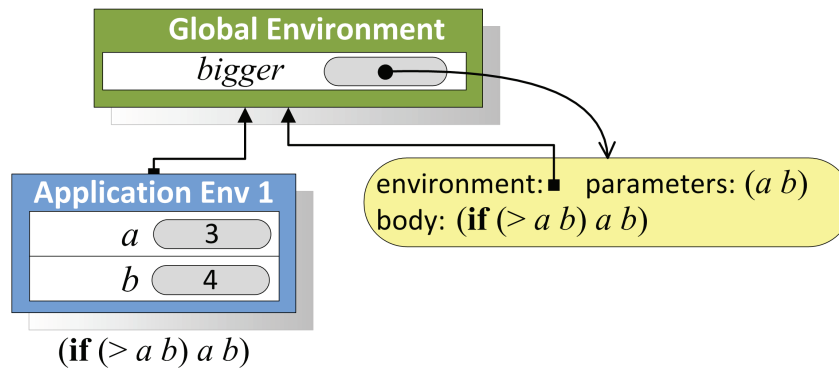 Global Environment
bigger
Application Env 1
a 3
b 4
(if (> a b) a b)
environment: parameters: (a b)
body: (if (> a b) a b)